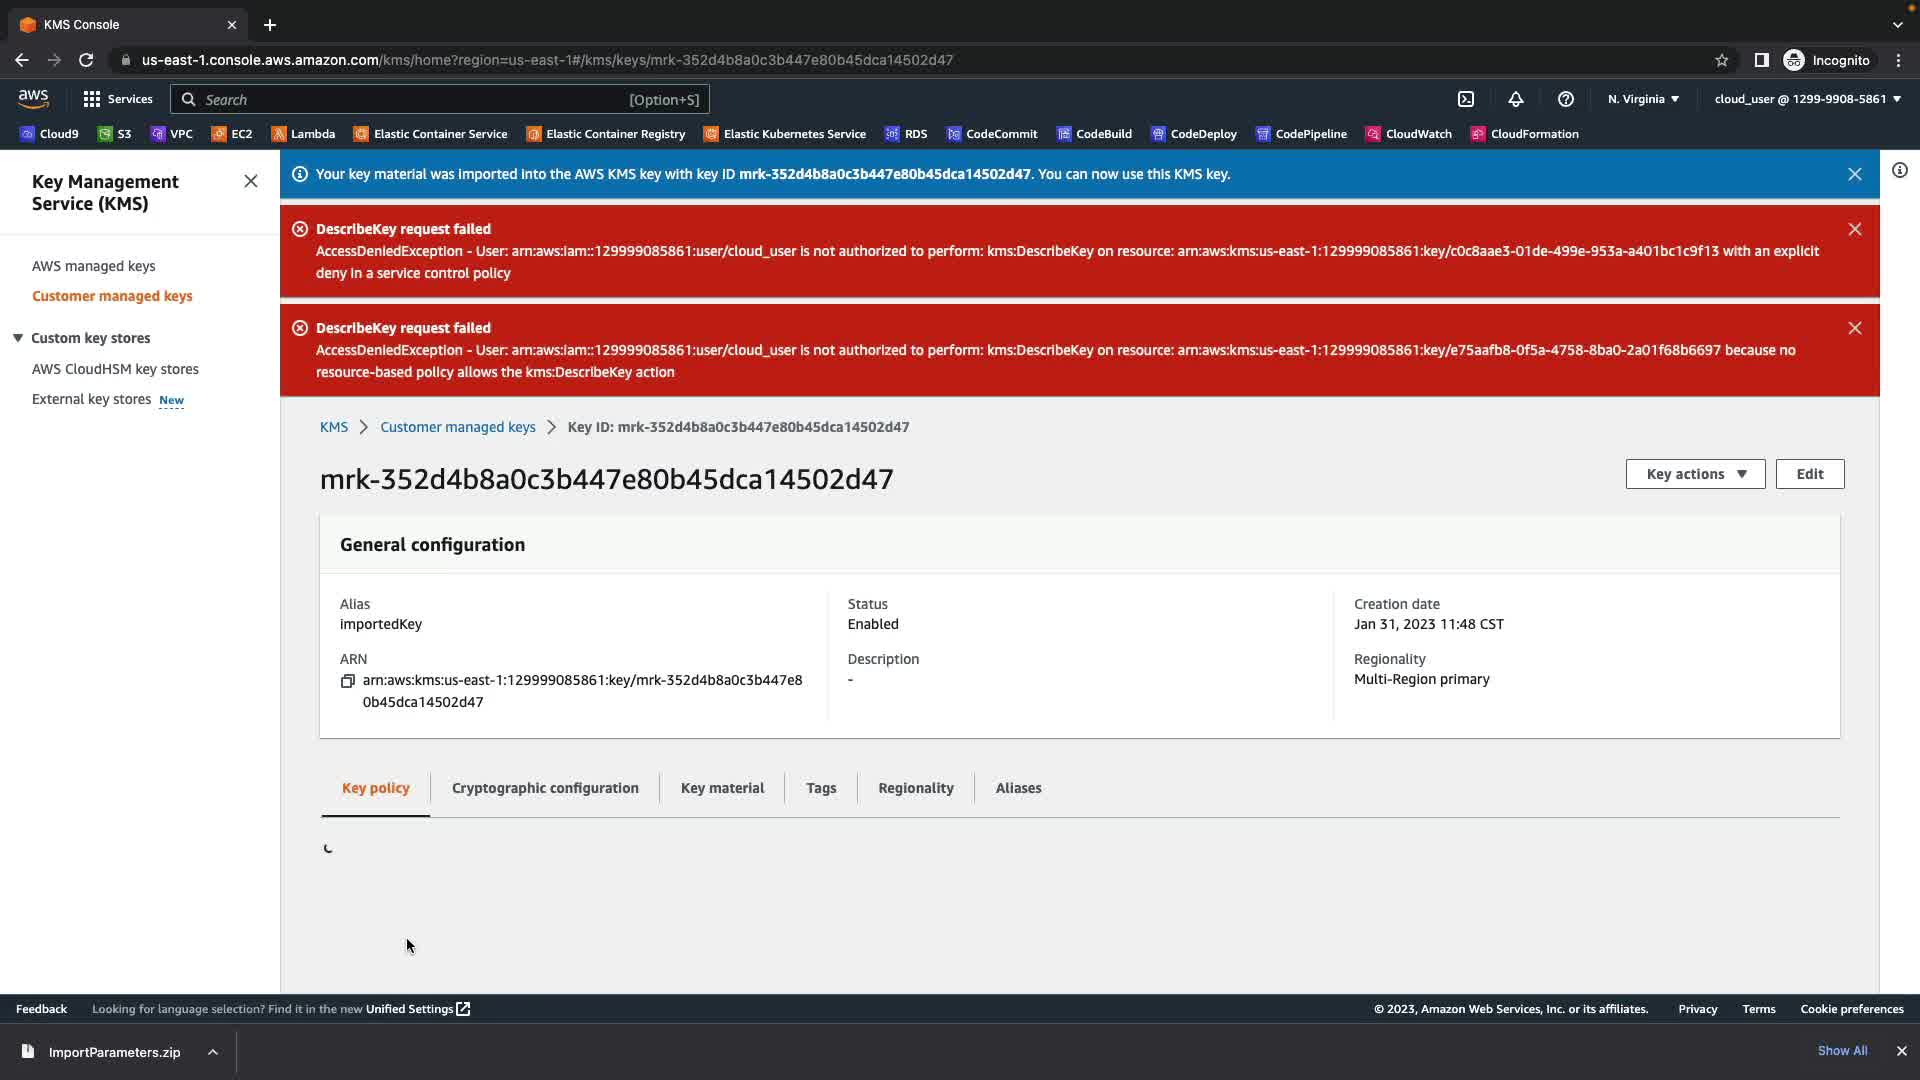 KMS Console
us-east-1.console.aws.amazon.com/kms/home?region=us-east-1#/kms/keys/mrk-352d4b8a0c3b447e80b45dca14502d47
Incognito
aws
Services
Search
[Option+S]
N. Virginia
cloud_user @ 1299-9908-5861
Cloud9
S3
VPC
EC2
Lambda
Elastic Container Service
Elastic Container Registry
Elastic Kubernetes Service
RDS
CodeCommit
CodeBuild
CodeDeploy
CodePipeline
CloudWatch
CloudFormation
Key Management
Service (KMS)
AWS managed keys
Customer managed keys
Custom key stores
AWS CloudHSM key stores
External key stores New
Your key material was imported into the AWS KMS key with key ID mrk-352d4b8a0c3b447e80b45dca14502d47. You can now use this KMS key.
DescribeKey request failed
AccessDeniedException - User: arn:aws:iam::129999085861:user/cloud_user is not authorized to perform: kms:DescribeKey on resource: arn:aws:kms:us-east-1:129999085861:key/c0c8aae3-01de-499e-953a-a401bc1c9f13 with an explicit
deny in a service control policy
DescribeKey request failed
AccessDeniedException - User: arn:aws:iam::129999085861:user/cloud_user is not authorized to perform: kms:DescribeKey on resource: arn:aws:kms:us-east-1:129999085861:key/e75aafb8-0f5a-4758-8ba0-2a01f68b6697 because no
resource-based policy allows the kms:DescribeKey action
KMS
Customer managed keys
Key ID: mrk-352d4b8a0c3b447e80b45dca14502d47
mrk-352d4b8a0c3b447e80b45dca14502d47
Key actions
Edit
General configuration
Alias
importedKey
ARN
arn:aws:kms:us-east-1:129999085861:key/mrk-352d4b8a0c3b447e8
0b45dca14502d47
Status
Enabled
Description
-
Creation date
Jan 31, 2023 11:48 CST
Regionality
Multi-Region primary
Key policy
Cryptographic configuration
Key material
Tags
Regionality
Aliases
Feedback
Looking for language selection? Find it in the new Unified Settings
© 2023, Amazon Web Services, Inc. or its affiliates.
Privacy
Terms
Cookie preferences
ImportParameters.zip
Show All